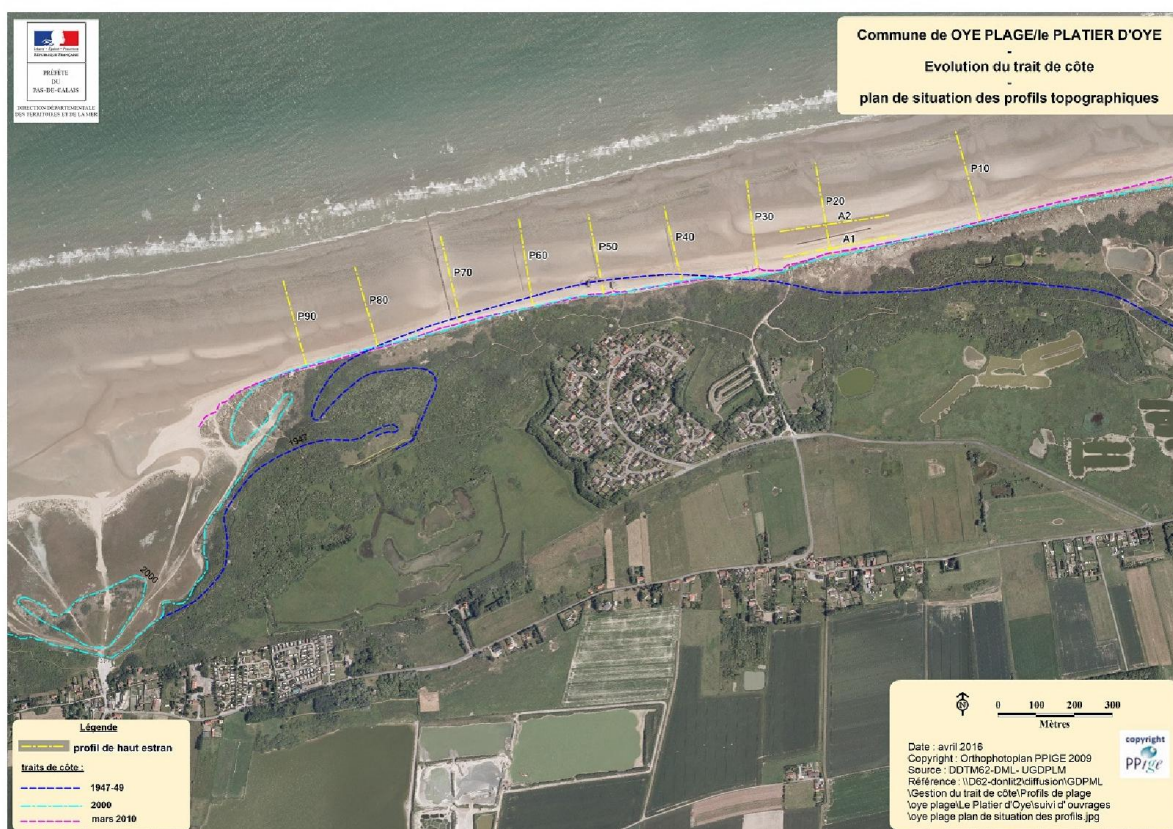 Liberté • Égalité • Fraternité
RÉPUBLIQUE FRANÇAISE
PRÉFÈTE
DU
PAS-DE-CALAIS
DIRECTION DÉPARTEMENTALE
DES TERRITOIRES ET DE LA MER
Commune de OYE PLAGE/le PLATIER D'OYE
-
Evolution du trait de côte
-
plan de situation des profils topographiques
P10
P20
A2
A1
P30
P40
P50
P60
P70
P80
P90
1947
2000
Légende
profil de haut estran
traits de côte :
1947-49
2000
mars 2010
N
0 100 200 300
Mètres
Date : avril 2016
Copyright : Orthophotoplan PPIGE 2009
Source : DDTM62-DML- UGDPLM
Référence : \\D62-donlit2\diffusion\GDPML
\Gestion du trait de côte\Profils de plage
\oye plage\Le Platier d'Oye\suivi d' ouvrages
\oye plage plan de situation des profils.jpg
copyright
PPige